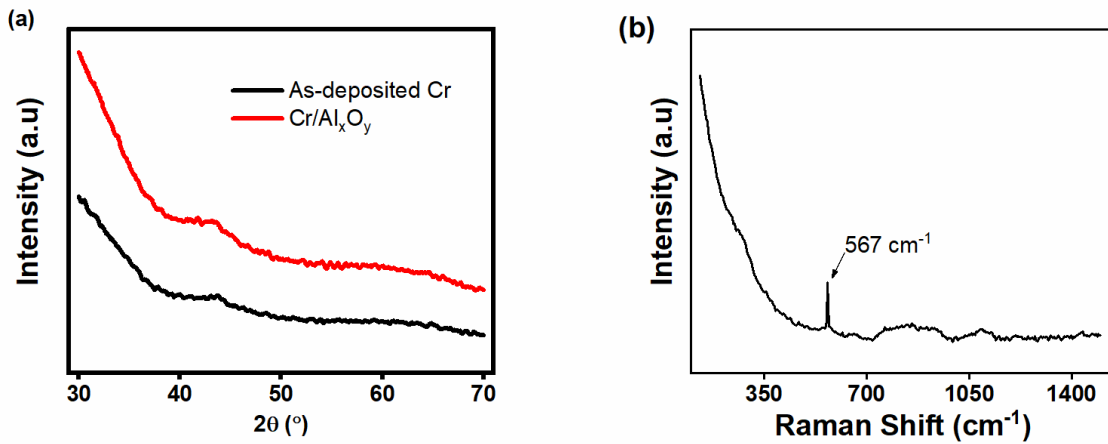 (a)
Intensity (a.u)
As-deposited Cr
Cr/AlₓOᵧ
30 40 50 60 70
2θ (°)
(b)
Intensity (a.u)
567 cm⁻¹
350 700 1050 1400
Raman Shift (cm⁻¹)